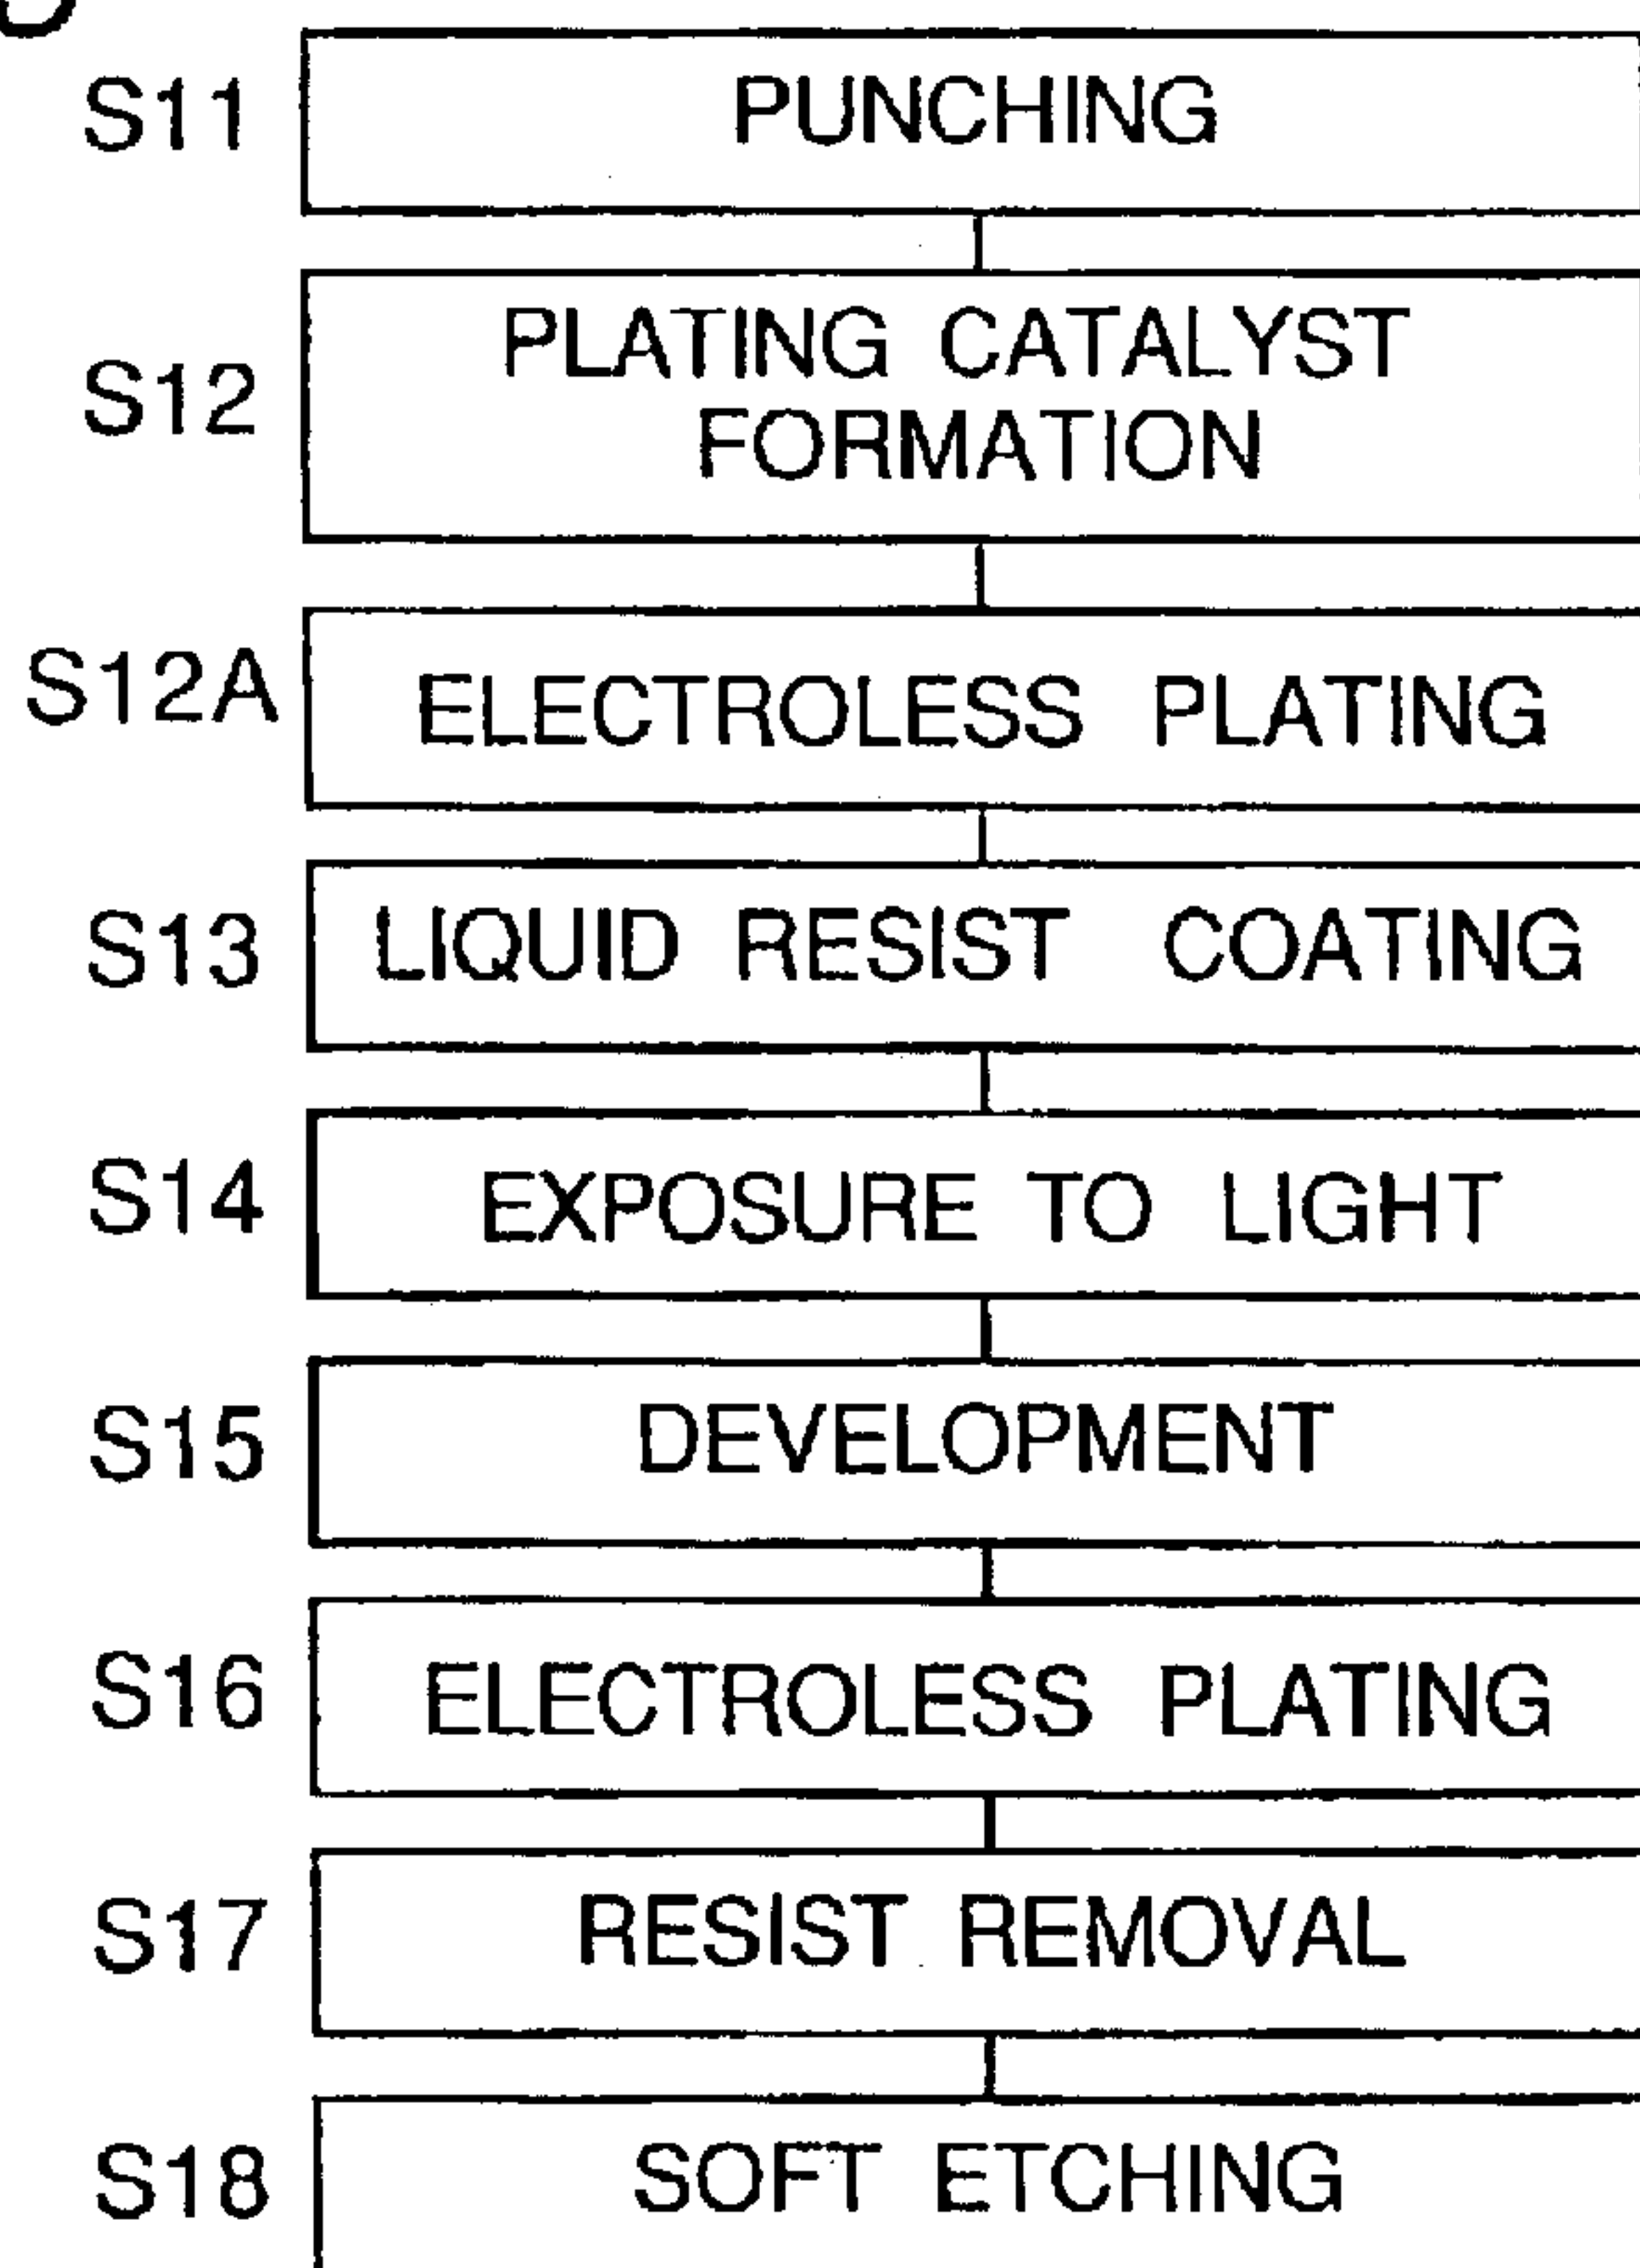 S11 PUNCHING
S12 PLATING CATALYST
FORMATION
S12A ELECTROLESS PLATING
S13 LIQUID RESIST COATING
S14 EXPOSURE TO LIGHT
S15 DEVELOPMENT
S16 ELECTROLESS PLATING
S17 RESIST REMOVAL
S18 SOFT ETCHING